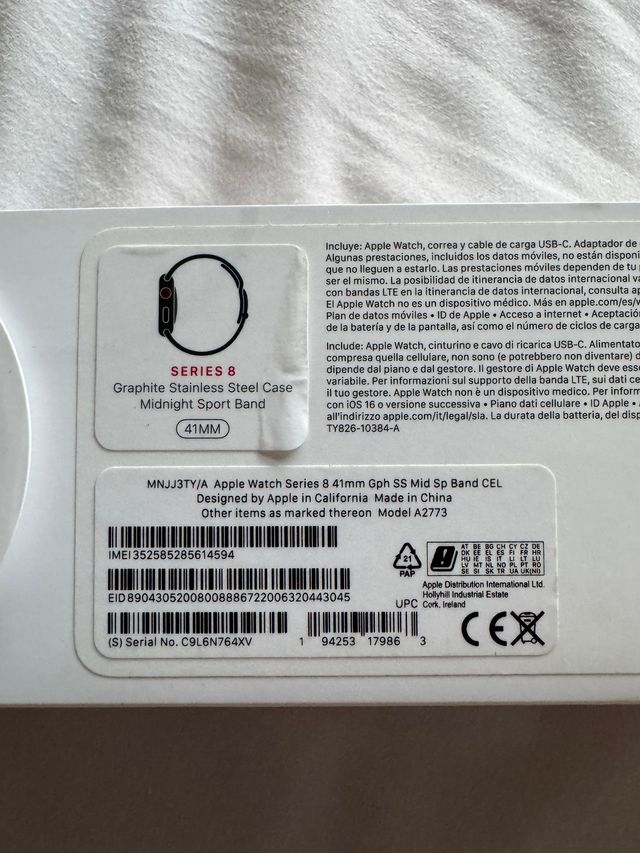 SERIES 8
Graphite Stainless Steel Case
Midnight Sport Band
41MM
Incluye: Apple Watch, correa y cable de carga USB-C. Adaptador de
Algunas prestaciones, incluidos los datos móviles, no están
que no lleguen a estarlo. Las prestaciones móviles dependen de tu
ser el mismo. La posibilidad de itinerancia de datos internacional
con bandas LTE en la itinerancia de datos internacional, consulta
El Apple Watch no es un dispositivo médico. Más en
Plan de datos móviles • ID de Apple • Acceso a internet •
de la batería y de la pantalla, así como el número de ciclos de
Include: Apple Watch, cinturino e cavo di ricarica USB-C.
compresa quella cellulare, non sono (e potrebbero non diventare)
dipende dal piano e dal gestore. Il gestore di Apple Watch deve
variabile. Per informazioni sul supporto della banda LTE, sui dati
il tuo gestore. Apple Watch non è un dispositivo medico. Per
con iOS 16 o versione successiva • Piano dati cellulare • ID Apple •
all'indirizzo apple.com/it/legal/sla. La durata della batteria, del
TY826-10384-A
MNJJ3TY/A Apple Watch Series 8 41mm Gph SS Mid Sp Band CEL
Designed by Apple in California Made in China
Other items as marked thereon Model A2773
IMEI 352585285614594
EID 89043052008008886722006320443045
(S) Serial No. C9L6N764XV
UPC
1 94253 17986 3
21
PAP
AT BE BG CH CY CZ DE
DK EE EL ES FI FR HR
HU IE IS IT LI LT LU
LV MT NL NO PL PT RO
SE SI SK TR UA UK(NI)
Apple Distribution International Ltd.
Hollyhill Industrial Estate
Cork, Ireland
CE